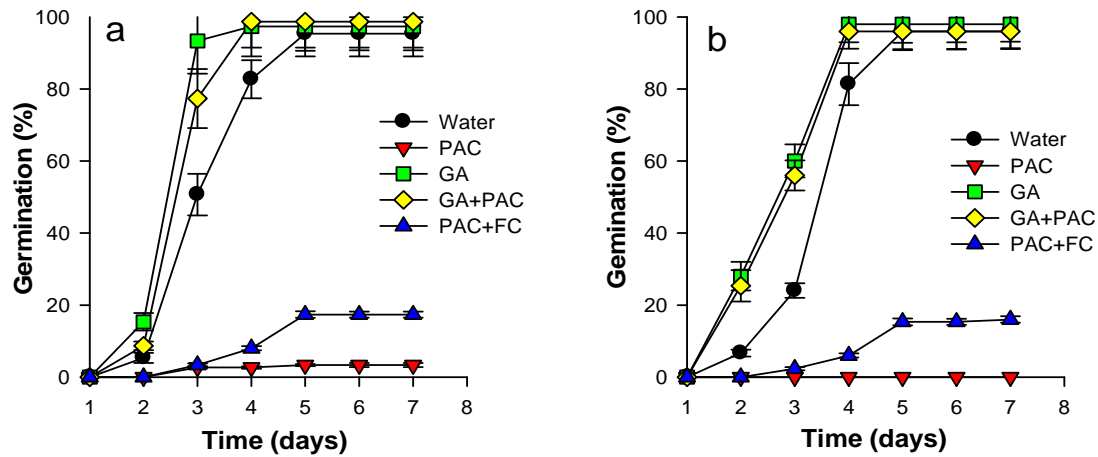 a
Germination (%)
100
80
60
40
20
0
Water
PAC
GA
GA+PAC
PAC+FC
1 2 3 4 5 6 7 8
Time (days)
b
Gemination (%)
100
80
60
40
20
0
Water
PAC
GA
GA+PAC
PAC+FC
1 2 3 4 5 6 7 8
Time (days)